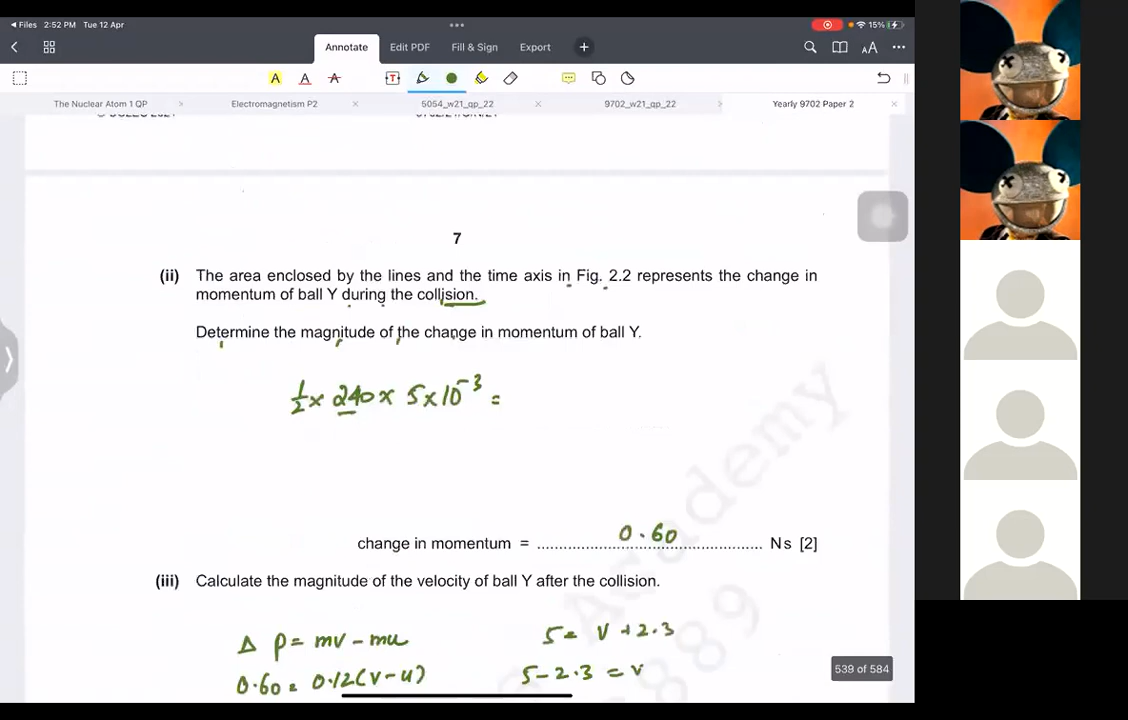 Files 2:52 PM Tue 12 Apr
15%
Annotate Edit PDF Fill & Sign Export
The Nuclear Atom 1 QP Electromagnetism P2 5054_w21_qp_22 9702_w21_qp_22 Yearly 9702 Paper 2
7
(ii) The area enclosed by the lines and the time axis in Fig. 2.2 represents the change in
momentum of ball Y during the collision.
Determine the magnitude of the change in momentum of ball Y.
1/2 × 240 × 5×10⁻³ =
change in momentum = 0.60 Ns [2]
(iii) Calculate the magnitude of the velocity of ball Y after the collision.
Δ p = mv - mu
5 = v + 2.3
0.60 = 0.12(v-u)
5 - 2.3 = v
539 of 584
Academy
Academy
9889